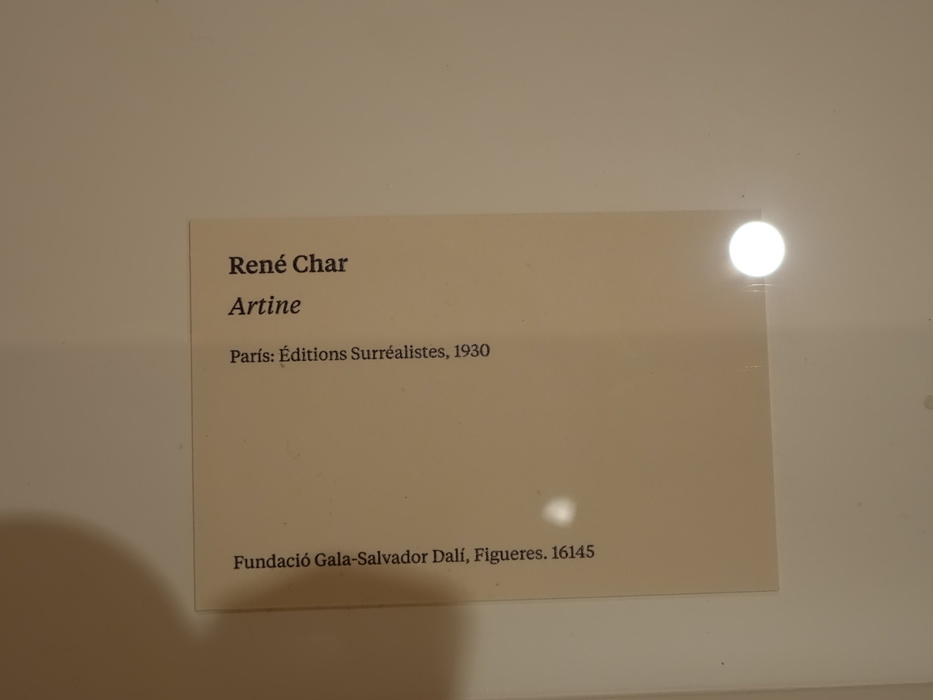 René Char
Artine
París: Éditions Surréalistes, 1930
Fundació Gala-Salvador Dalí, Figueres. 16145